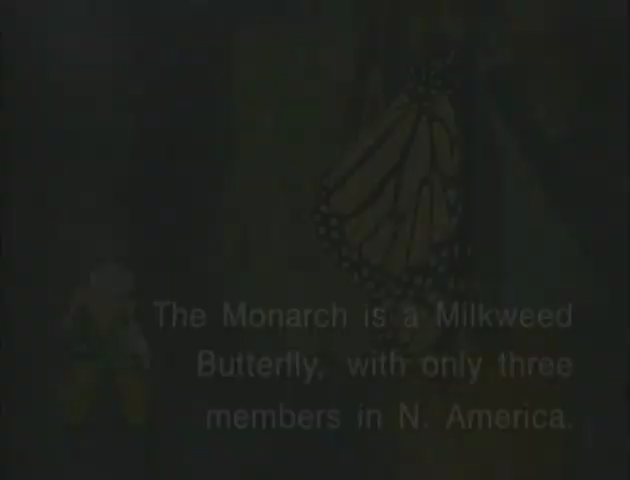 The Monarch is a Milkweed
Butterfly, with only three
members in N. America.